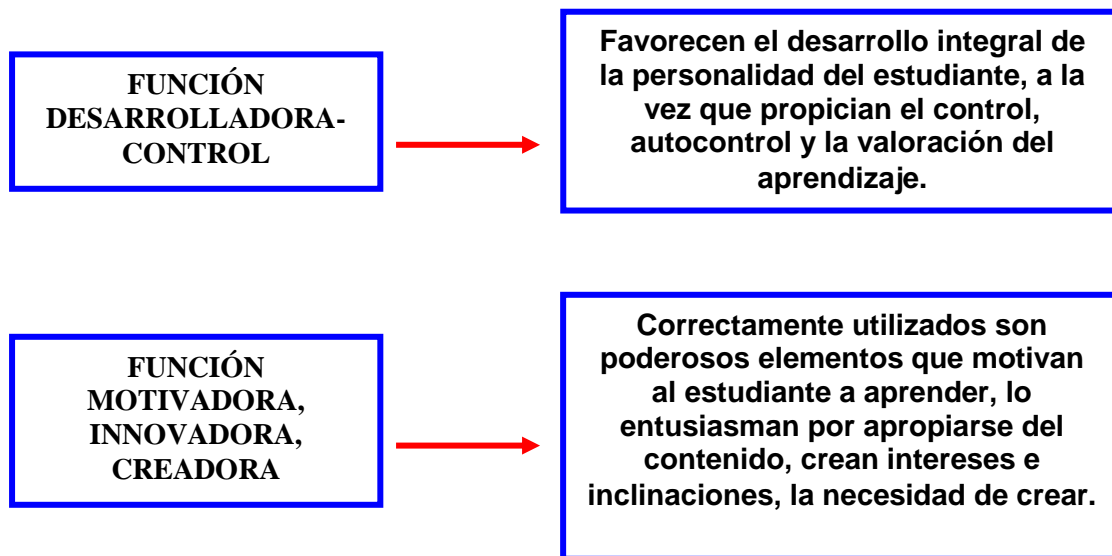 FUNCIÓN
DESARROLLADORA-
CONTROL
Favorecen el desarrollo integral de
la personalidad del estudiante, a la
vez que propician el control,
autocontrol y la valoración del
aprendizaje.
FUNCIÓN
MOTIVADORA,
INNOVADORA,
CREADORA
Correctamente utilizados son
poderosos elementos que motivan
al estudiante a aprender, lo
entusiasman por apropiarse del
contenido, crean intereses e
inclinaciones, la necesidad de crear.